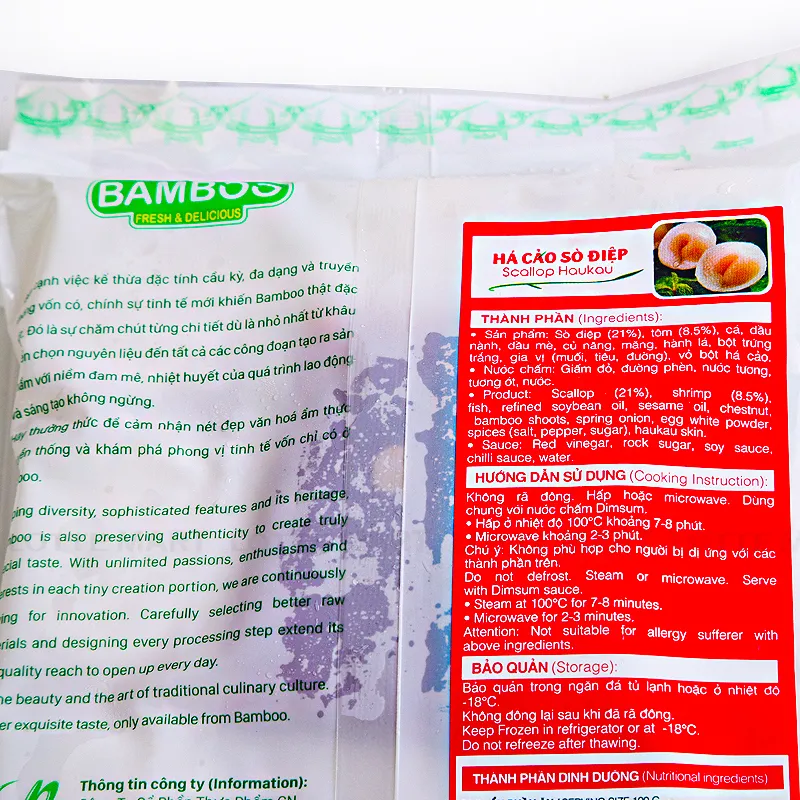 BAMBOO
FRESH & DELICIOUS
việc kế thừa đặc tính cầu kỳ, đa dạng và truyền
vốn có, chính sự tinh tế mới khiến Bamboo thật đặc
Đó là sự chăm chút từng chi tiết dù là nhỏ nhất từ khâu
chọn nguyên liệu đến tất cả các công đoạn tạo ra sản
với niềm đam mê, nhiệt huyết của quá trình lao động
và sáng tạo không ngừng.
thưởng thức để cảm nhận nét đẹp văn hoá ẩm thực
thống và khám phá phong vị tinh tế vốn chỉ có ở
diversity, sophisticated features and its heritage,
is also preserving authenticity to create truly
taste. With unlimited passions, enthusiasms and
in each tiny creation portion, we are continuously
for innovation. Carefully selecting better raw
and designing every processing step extend its
quality reach to open up every day.
beauty and the art of traditional culinary culture.
exquisite taste, only available from Bamboo.
Thông tin công ty (Information):
Công Ty Cổ Phần Thực Phẩm CN
HÁ CẢO SÒ ĐIỆP
Scallop Haukau
THÀNH PHẦN (Ingredients):
• Sản phẩm: Sò điệp (21%), tôm (8.5%), cá, dầu
nành, dầu mè, củ năng, măng, hành lá, bột trứng
trắng, gia vị (muối, tiêu, đường), vỏ bột há cảo.
• Nước chấm: Giấm đỏ, đường phèn, nước tương,
tương ớt, nước.
• Product: Scallop (21%), shrimp (8.5%),
fish, refined soybean oil, sesame oil, chestnut,
bamboo shoots, spring onion, egg white powder,
spices (salt, pepper, sugar), haukau skin.
• Sauce: Red vinegar, rock sugar, soy sauce,
chilli sauce, water.
HƯỚNG DẪN SỬ DỤNG (Cooking Instruction):
Không rã đông. Hấp hoặc microwave. Dùng
chung với nước chấm Dimsum.
• Hấp ở nhiệt độ 100°C khoảng 7-8 phút.
• Microwave khoảng 2-3 phút.
Chú ý: Không phù hợp cho người bị dị ứng với các
thành phần trên.
Do not defrost. Steam or microwave. Serve
with Dimsum sauce.
• Steam at 100°C for 7-8 minutes.
• Microwave for 2-3 minutes.
Attention: Not suitable for allergy sufferer with
above ingredients.
BẢO QUẢN (Storage):
Bảo quản trong ngăn đá tủ lạnh hoặc ở nhiệt độ
-18°C.
Không đông lại sau khi đã rã đông.
Keep Frozen in refrigerator or at -18°C.
Do not refreeze after thawing.
THÀNH PHẦN DINH DƯỠNG (Nutritional ingredients)